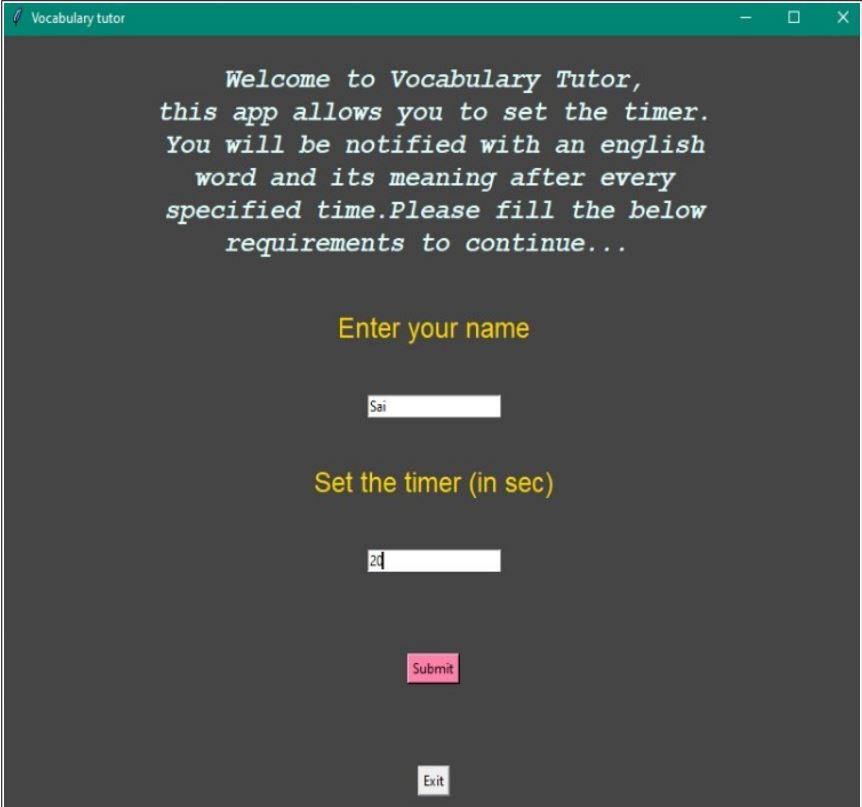 Vocabulary tutor
Welcome to Vocabulary Tutor,
this app allows you to set the timer.
You will be notified with an english
word and its meaning after every
specified time.Please fill the below
requirements to continue...
Enter your name
Sai
Set the timer (in sec)
20
Submit
Exit